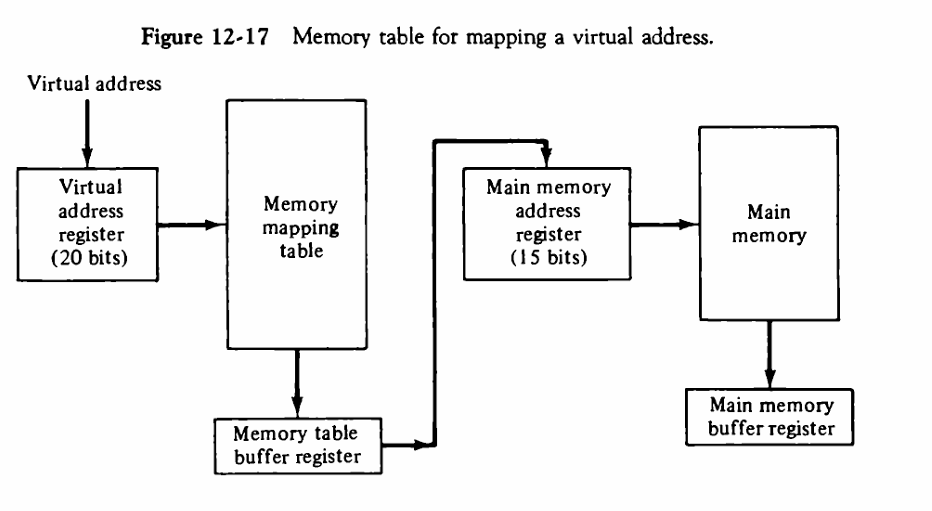 Figure 12-17 Memory table for mapping a virtual address.
Virtual address
Virtual
address
register
(20 bits)
Memory
mapping
table
Memory table
buffer register
Main memory
address
register
(15 bits)
Main
memory
Main memory
buffer register